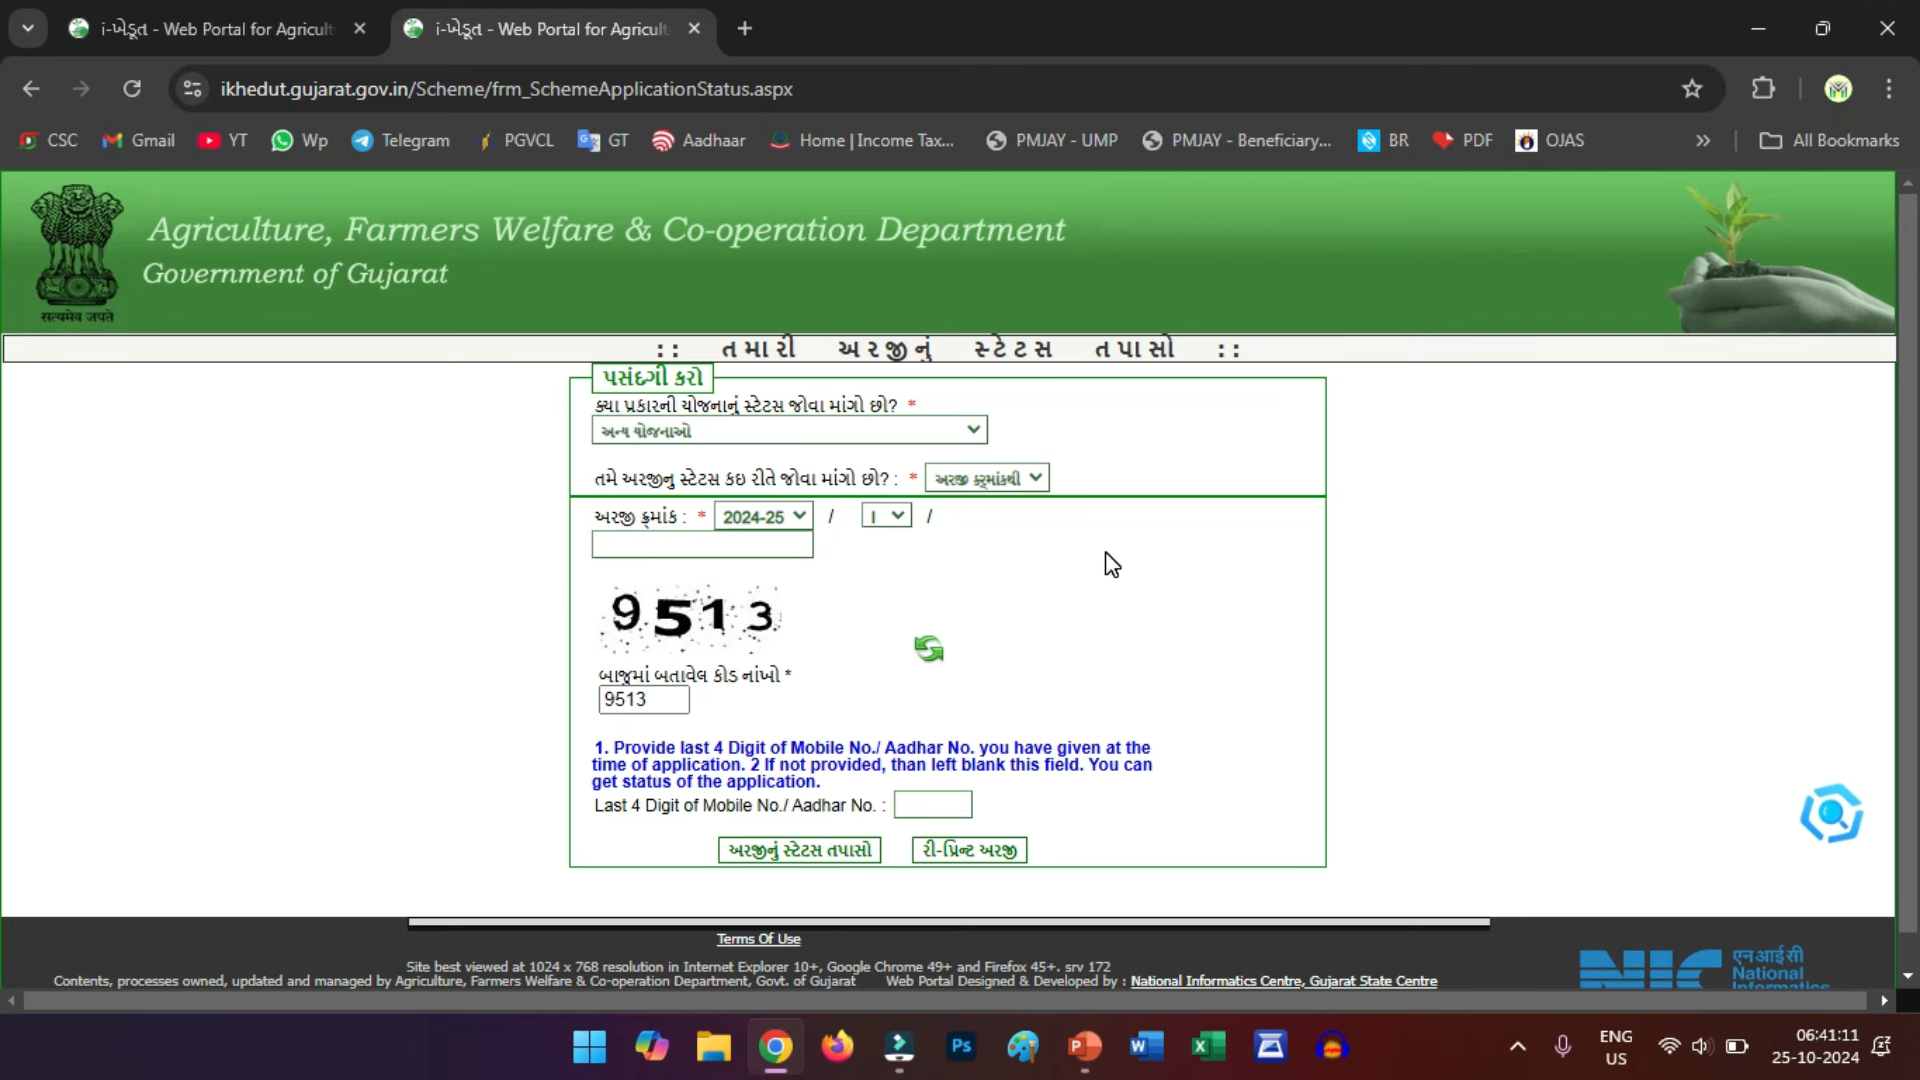 i-ખેડૂત - Web Portal for Agricult
i-ખેડૂત - Web Portal for Agricult
ikhedut.gujarat.gov.in/Scheme/frm_SchemeApplicationStatus.aspx
CSC Gmail YT Wp Telegram PGVCL GT Aadhaar Home | Income Tax... PMJAY - UMP PMJAY - Beneficiary... BR PDF OJAS All Bookmarks
Agriculture, Farmers Welfare & Co-operation Department
Government of Gujarat
सत्यमेव जयते
:: તમારી અરજીનું સ્ટેટસ તપાસો ::
પસંદગી કરો
ક્યા પ્રકારની યોજનાનું સ્ટેટસ જોવા માંગો છો? *
અન્ય યોજનાઓ
તમે અરજીનુ સ્ટેટસ કઇ રીતે જોવા માંગો છો? : * અરજી ક્ર્માંકથી
અરજી ક્ર્માંક : * 2024-25 / I /
9513
બાજુમાં બતાવેલ કોડ નાંખો *
9513
1. Provide last 4 Digit of Mobile No./ Aadhar No. you have given at the
time of application. 2 If not provided, than left blank this field. You can
get status of the application.
Last 4 Digit of Mobile No./ Aadhar No. :
અરજીનું સ્ટેટસ તપાસો રી-પ્રિન્ટ અરજી
Terms Of Use
Site best viewed at 1024 x 768 resolution in Internet Explorer 10+, Google Chrome 49+ and Firefox 45+. srv 172
Contents, processes owned, updated and managed by Agriculture, Farmers Welfare & Co-operation Department, Govt. of Gujarat Web Portal Designed & Developed by : National Informatics Centre, Gujarat State Centre
NIC एनआईसी
National
Informatics
ENG
US
06:41:11
25-10-2024